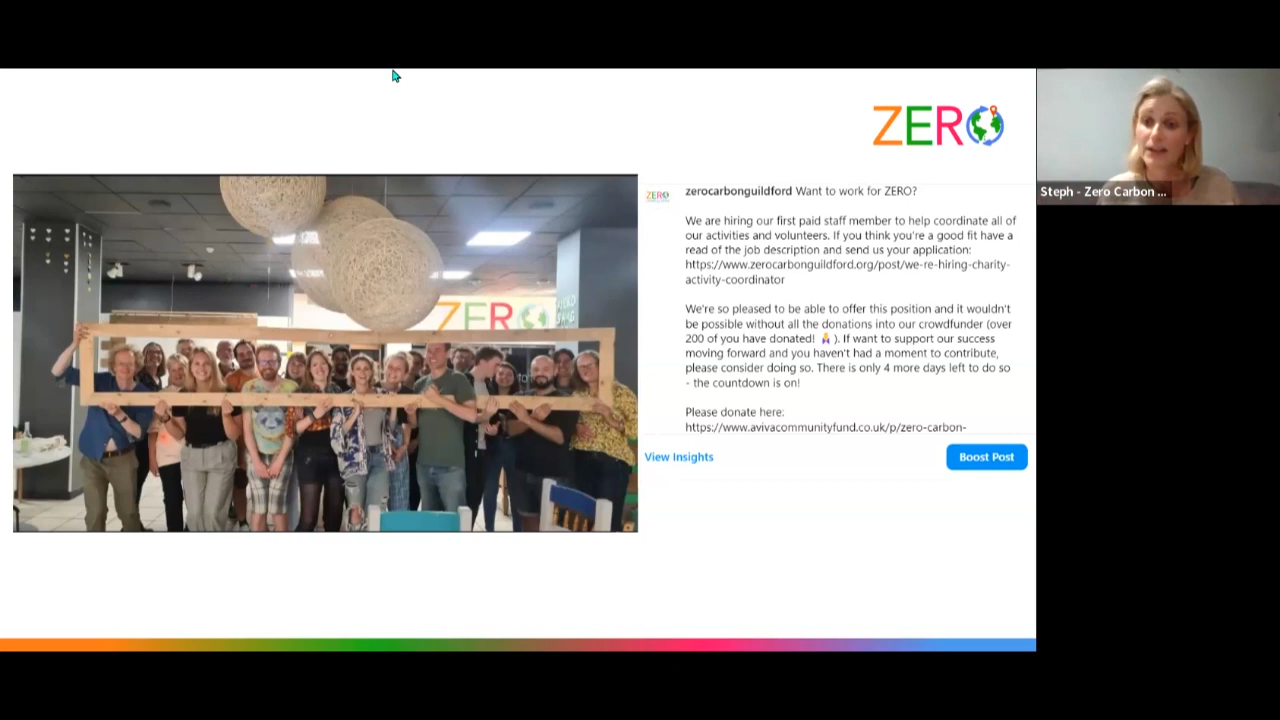 ZERO
Steph - Zero Carbon ...
ZERO
ZERO
zerocarbonguildford Want to work for ZERO?
We are hiring our first paid staff member to help coordinate all of
our activities and volunteers. If you think you're a good fit have a
read of the job description and send us your application:
https://www.zerocarbonguildford.org/post/we-re-hiring-charity-
activity-coordinator
We're so pleased to be able to offer this position and it wouldn't
be possible without all the donations into our crowdfunder (over
200 of you have donated! 🙏 ). If want to support our success
moving forward and you haven't had a moment to contribute,
please consider doing so. There is only 4 more days left to do so
- the countdown is on!
Please donate here:
https://www.avivacommunityfund.co.uk/p/zero-carbon-
View Insights
Boost Post